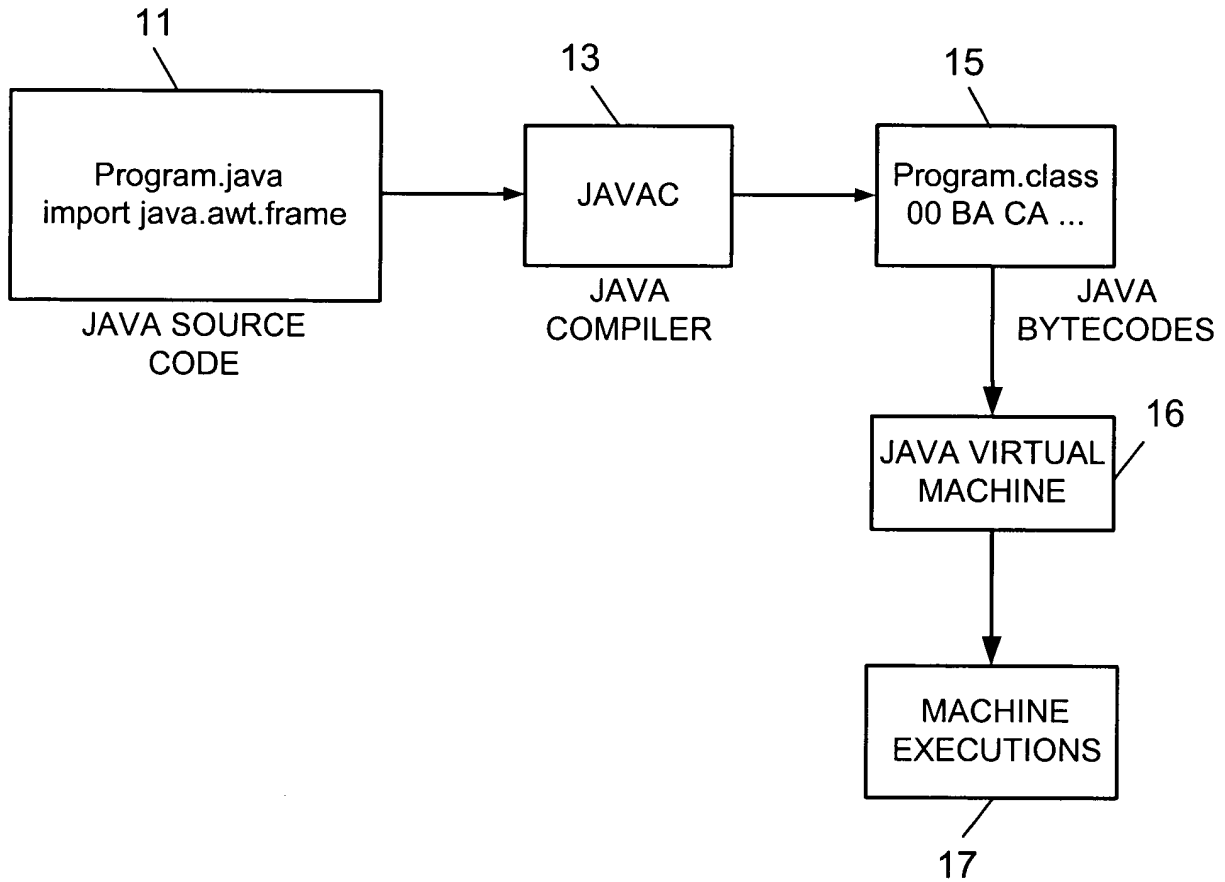 11
Program.java
import java.awt.frame
JAVA SOURCE
CODE
13
JAVAC
JAVA
COMPILER
15
Program.class
00 BA CA ...
JAVA
BYTECODES
JAVA VIRTUAL
MACHINE
16
MACHINE
EXECUTIONS
17